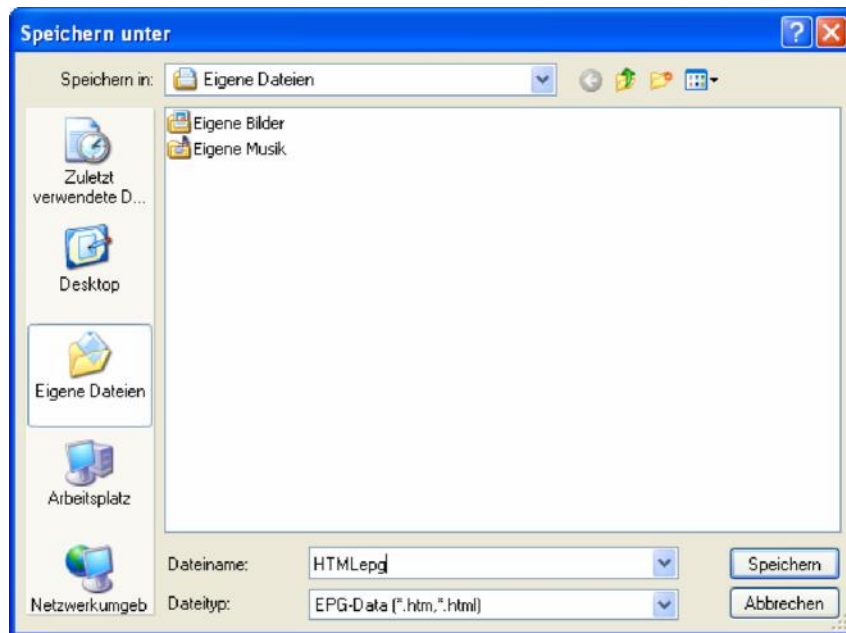 Speichern unter
Speichern in: Eigene Dateien
Eigene Bilder
Eigene Musik
Zuletzt
verwendete D...
Desktop
Eigene Dateien
Arbeitsplatz
Netzwerkumgeb
Dateiname: HTMLepg Speichern
Dateityp: EPG-Data (*.htm,*.html) Abbrechen